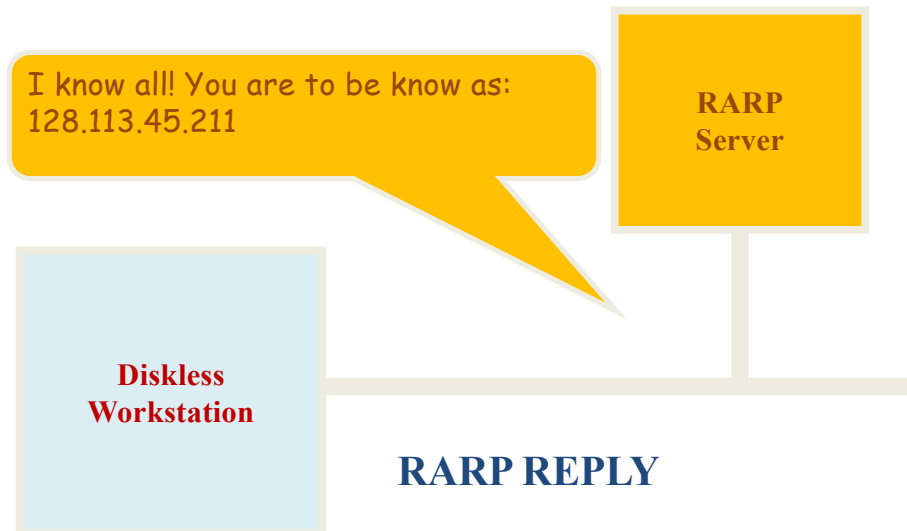 I know all! You are to be know as:
128.113.45.211
RARP
Server
Diskless
Workstation
RARP REPLY